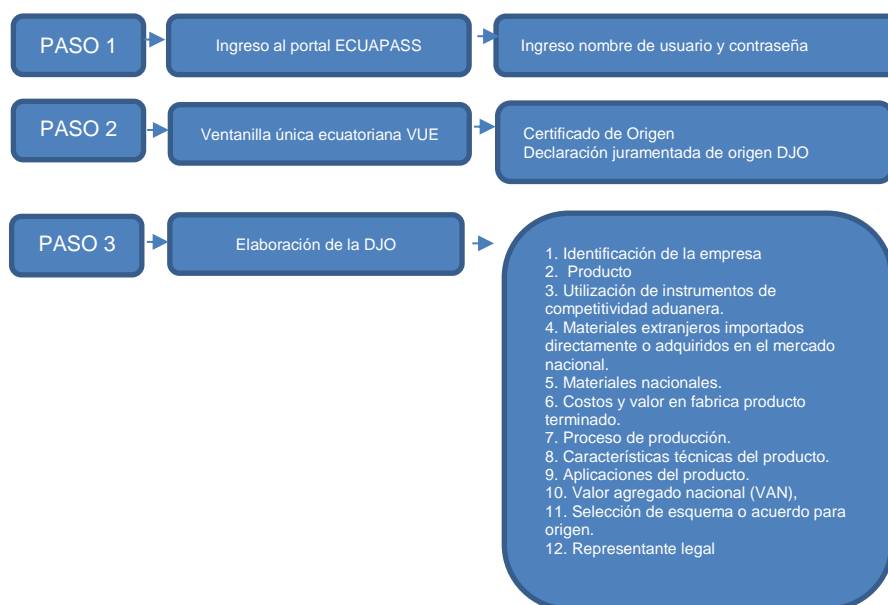 PASO 1
Ingreso al portal ECUAPASS
Ingreso nombre de usuario y contraseña
PASO 2
Ventanilla única ecuatoriana VUE
Certificado de Origen
Declaración juramentada de origen DJO
PASO 3
Elaboración de la DJO
1. Identificación de la empresa
2. Producto
3. Utilización de instrumentos de
competitividad aduanera.
4. Materiales extranjeros importados
directamente o adquiridos en el mercado
nacional.
5. Materiales nacionales.
6. Costos y valor en fabrica producto
terminado.
7. Proceso de producción.
8. Características técnicas del producto.
9. Aplicaciones del producto.
10. Valor agregado nacional (VAN),
11. Selección de esquema o acuerdo para
origen.
12. Representante legal